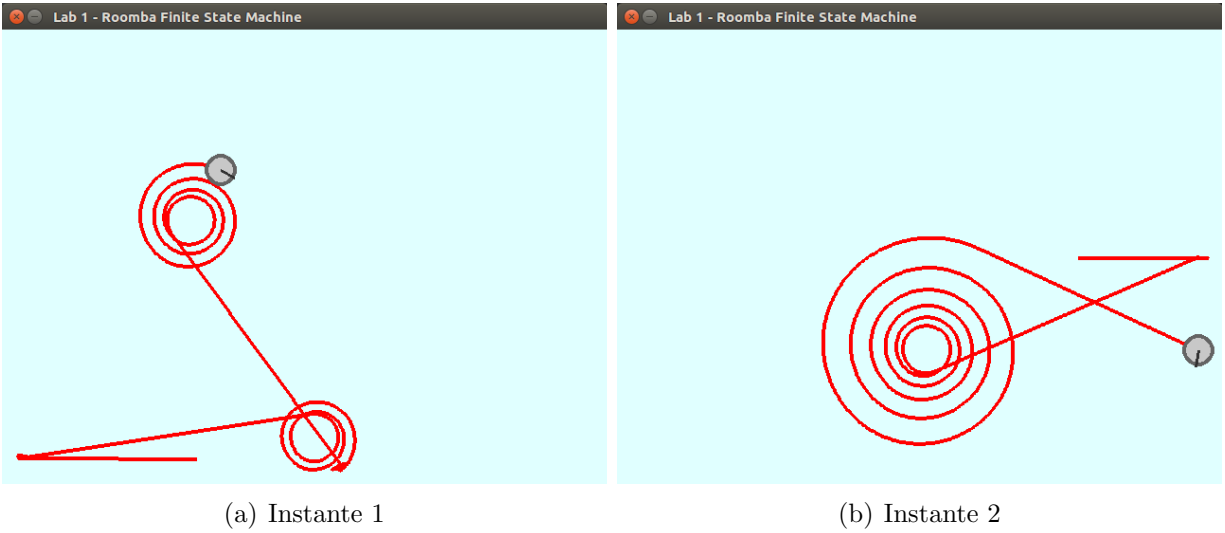 Lab 1 - Roomba Finite State Machine
Lab 1 - Roomba Finite State Machine
(a) Instante 1
(b) Instante 2